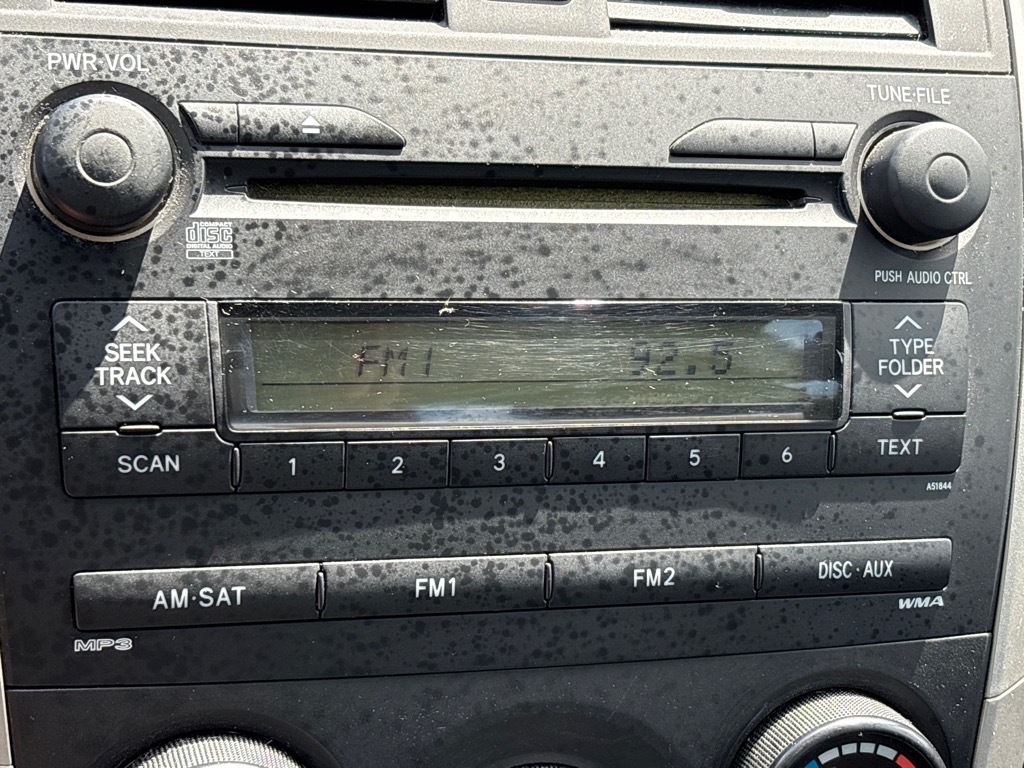 PWR·VOL
TUNE·FILE
COMPACT
disc
DIGITAL AUDIO
TEXT
PUSH AUDIO CTRL
SEEK
TRACK
FM1 92.5
TYPE
FOLDER
SCAN 1 2 3 4 5 6 TEXT
A51844
AM·SAT FM1 FM2 DISC·AUX
MP3 WMA